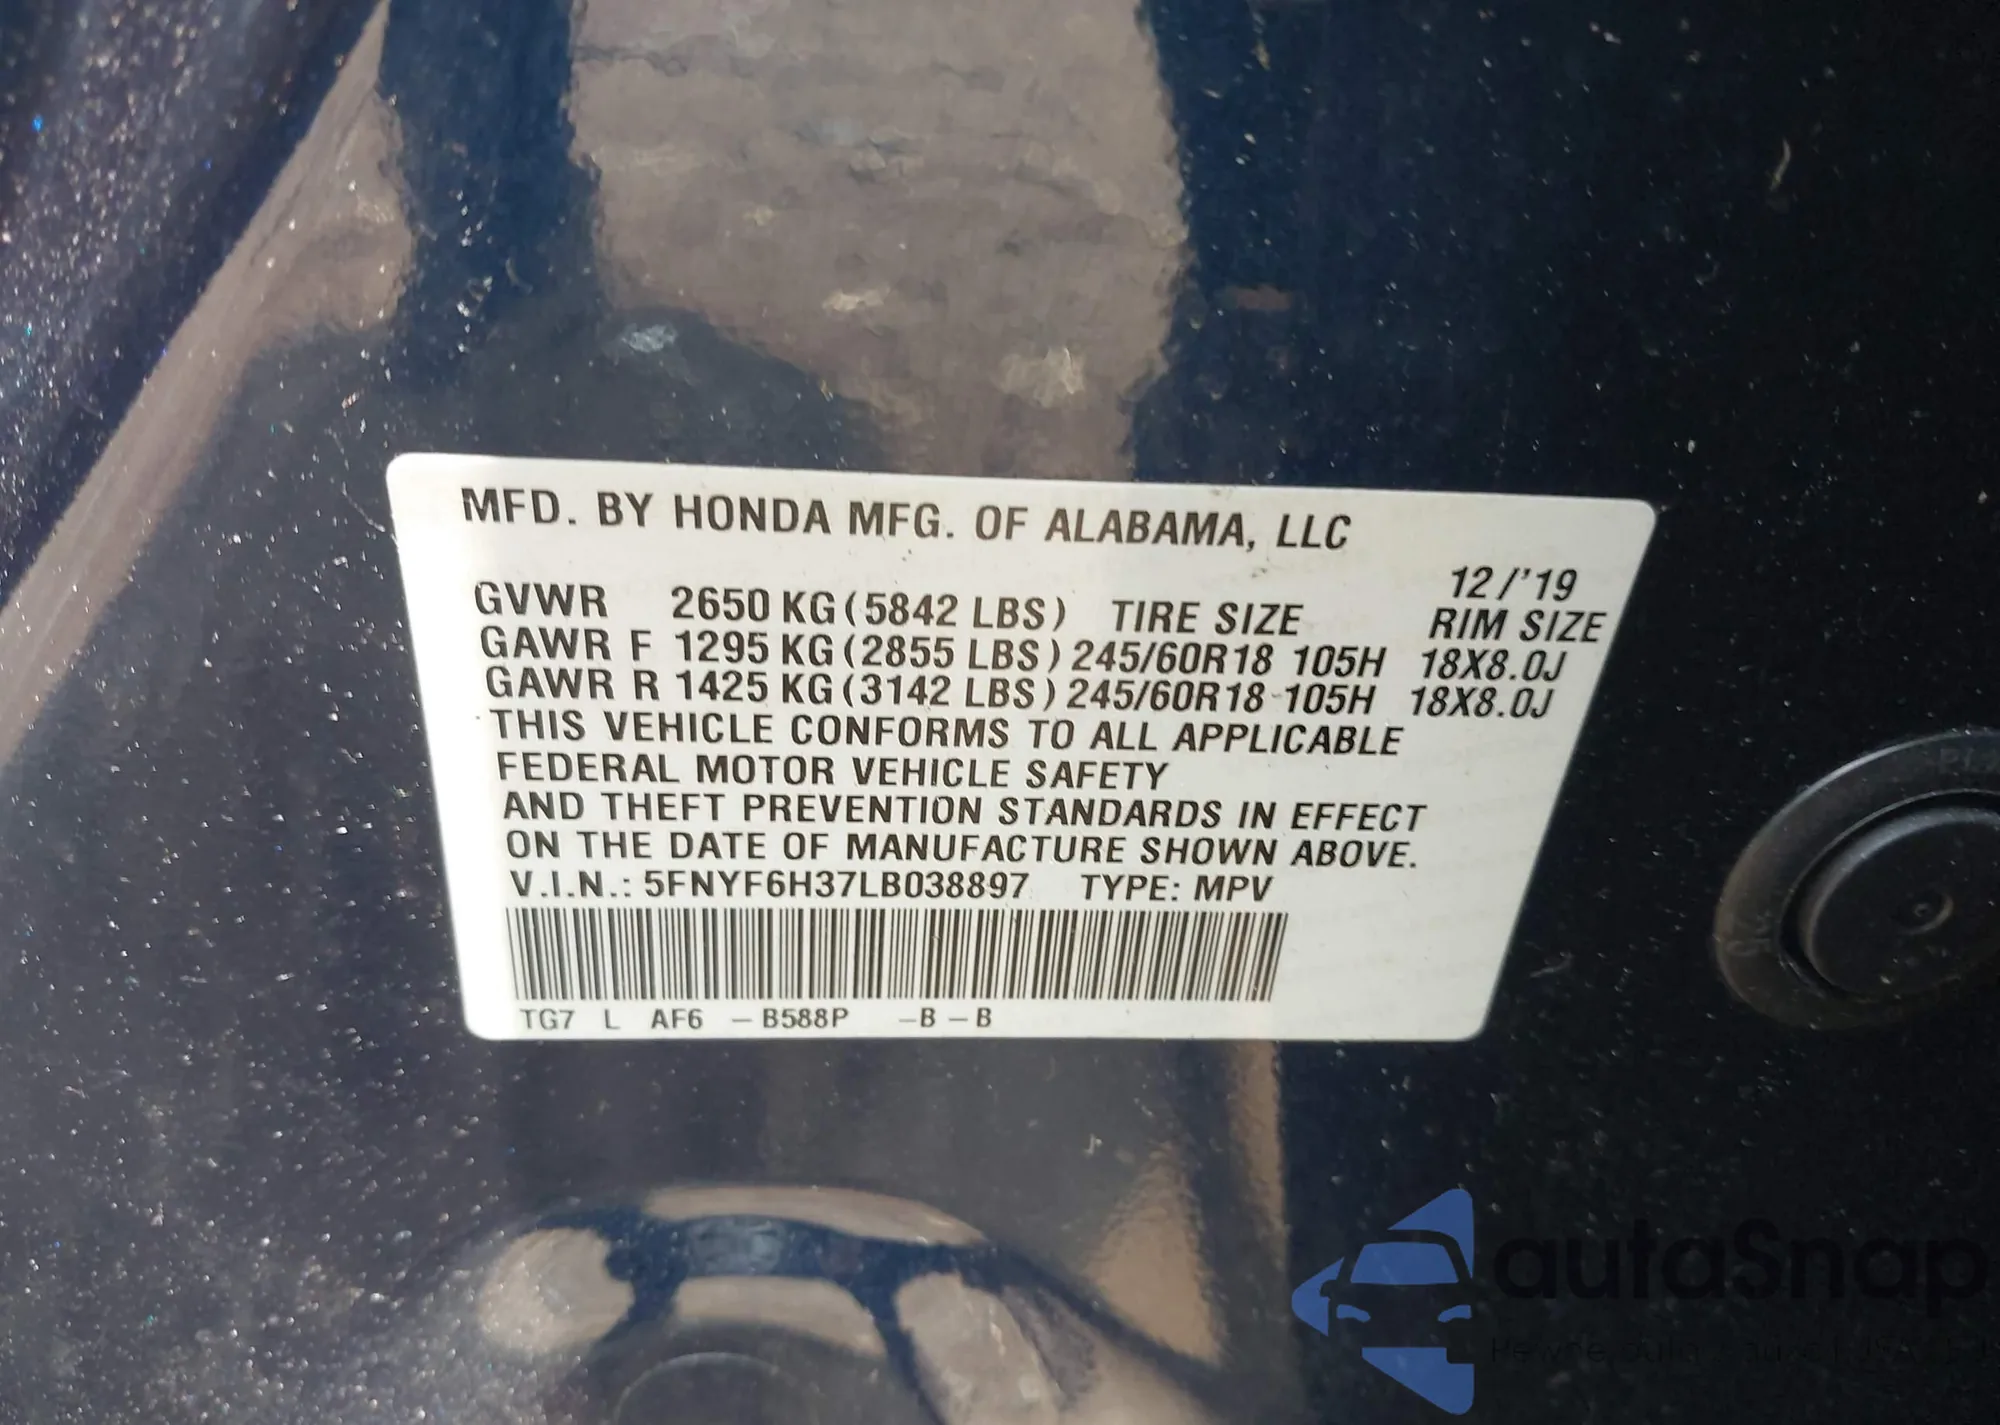 MFD. BY HONDA MFG. OF ALABAMA, LLC
12/'19
GVWR 2650 KG (5842 LBS) TIRE SIZE RIM SIZE
GAWR F 1295 KG (2855 LBS) 245/60R18 105H 18X8.0J
GAWR R 1425 KG (3142 LBS) 245/60R18 105H 18X8.0J
THIS VEHICLE CONFORMS TO ALL APPLICABLE
FEDERAL MOTOR VEHICLE SAFETY
AND THEFT PREVENTION STANDARDS IN EFFECT
ON THE DATE OF MANUFACTURE SHOWN ABOVE.
V.I.N.: 5FNYF6H37LB038897 TYPE: MPV
TG7 L AF6 – B588P – B – B
autaSnap